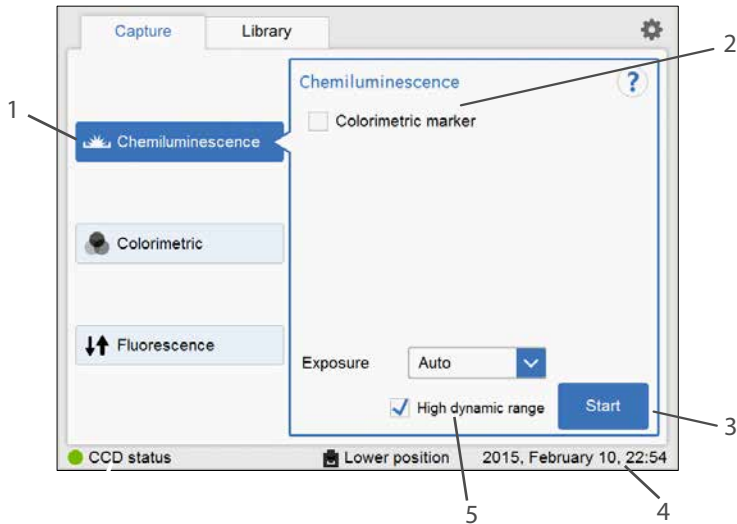 Capture
Library
2
Chemiluminescence
?
Colorimetric marker
1
Chemiluminescence
Colorimetric
Fluorescence
Exposure
Auto
High dynamic range
Start
3
CCD status
Lower position
2015, February 10, 22:54
5
4